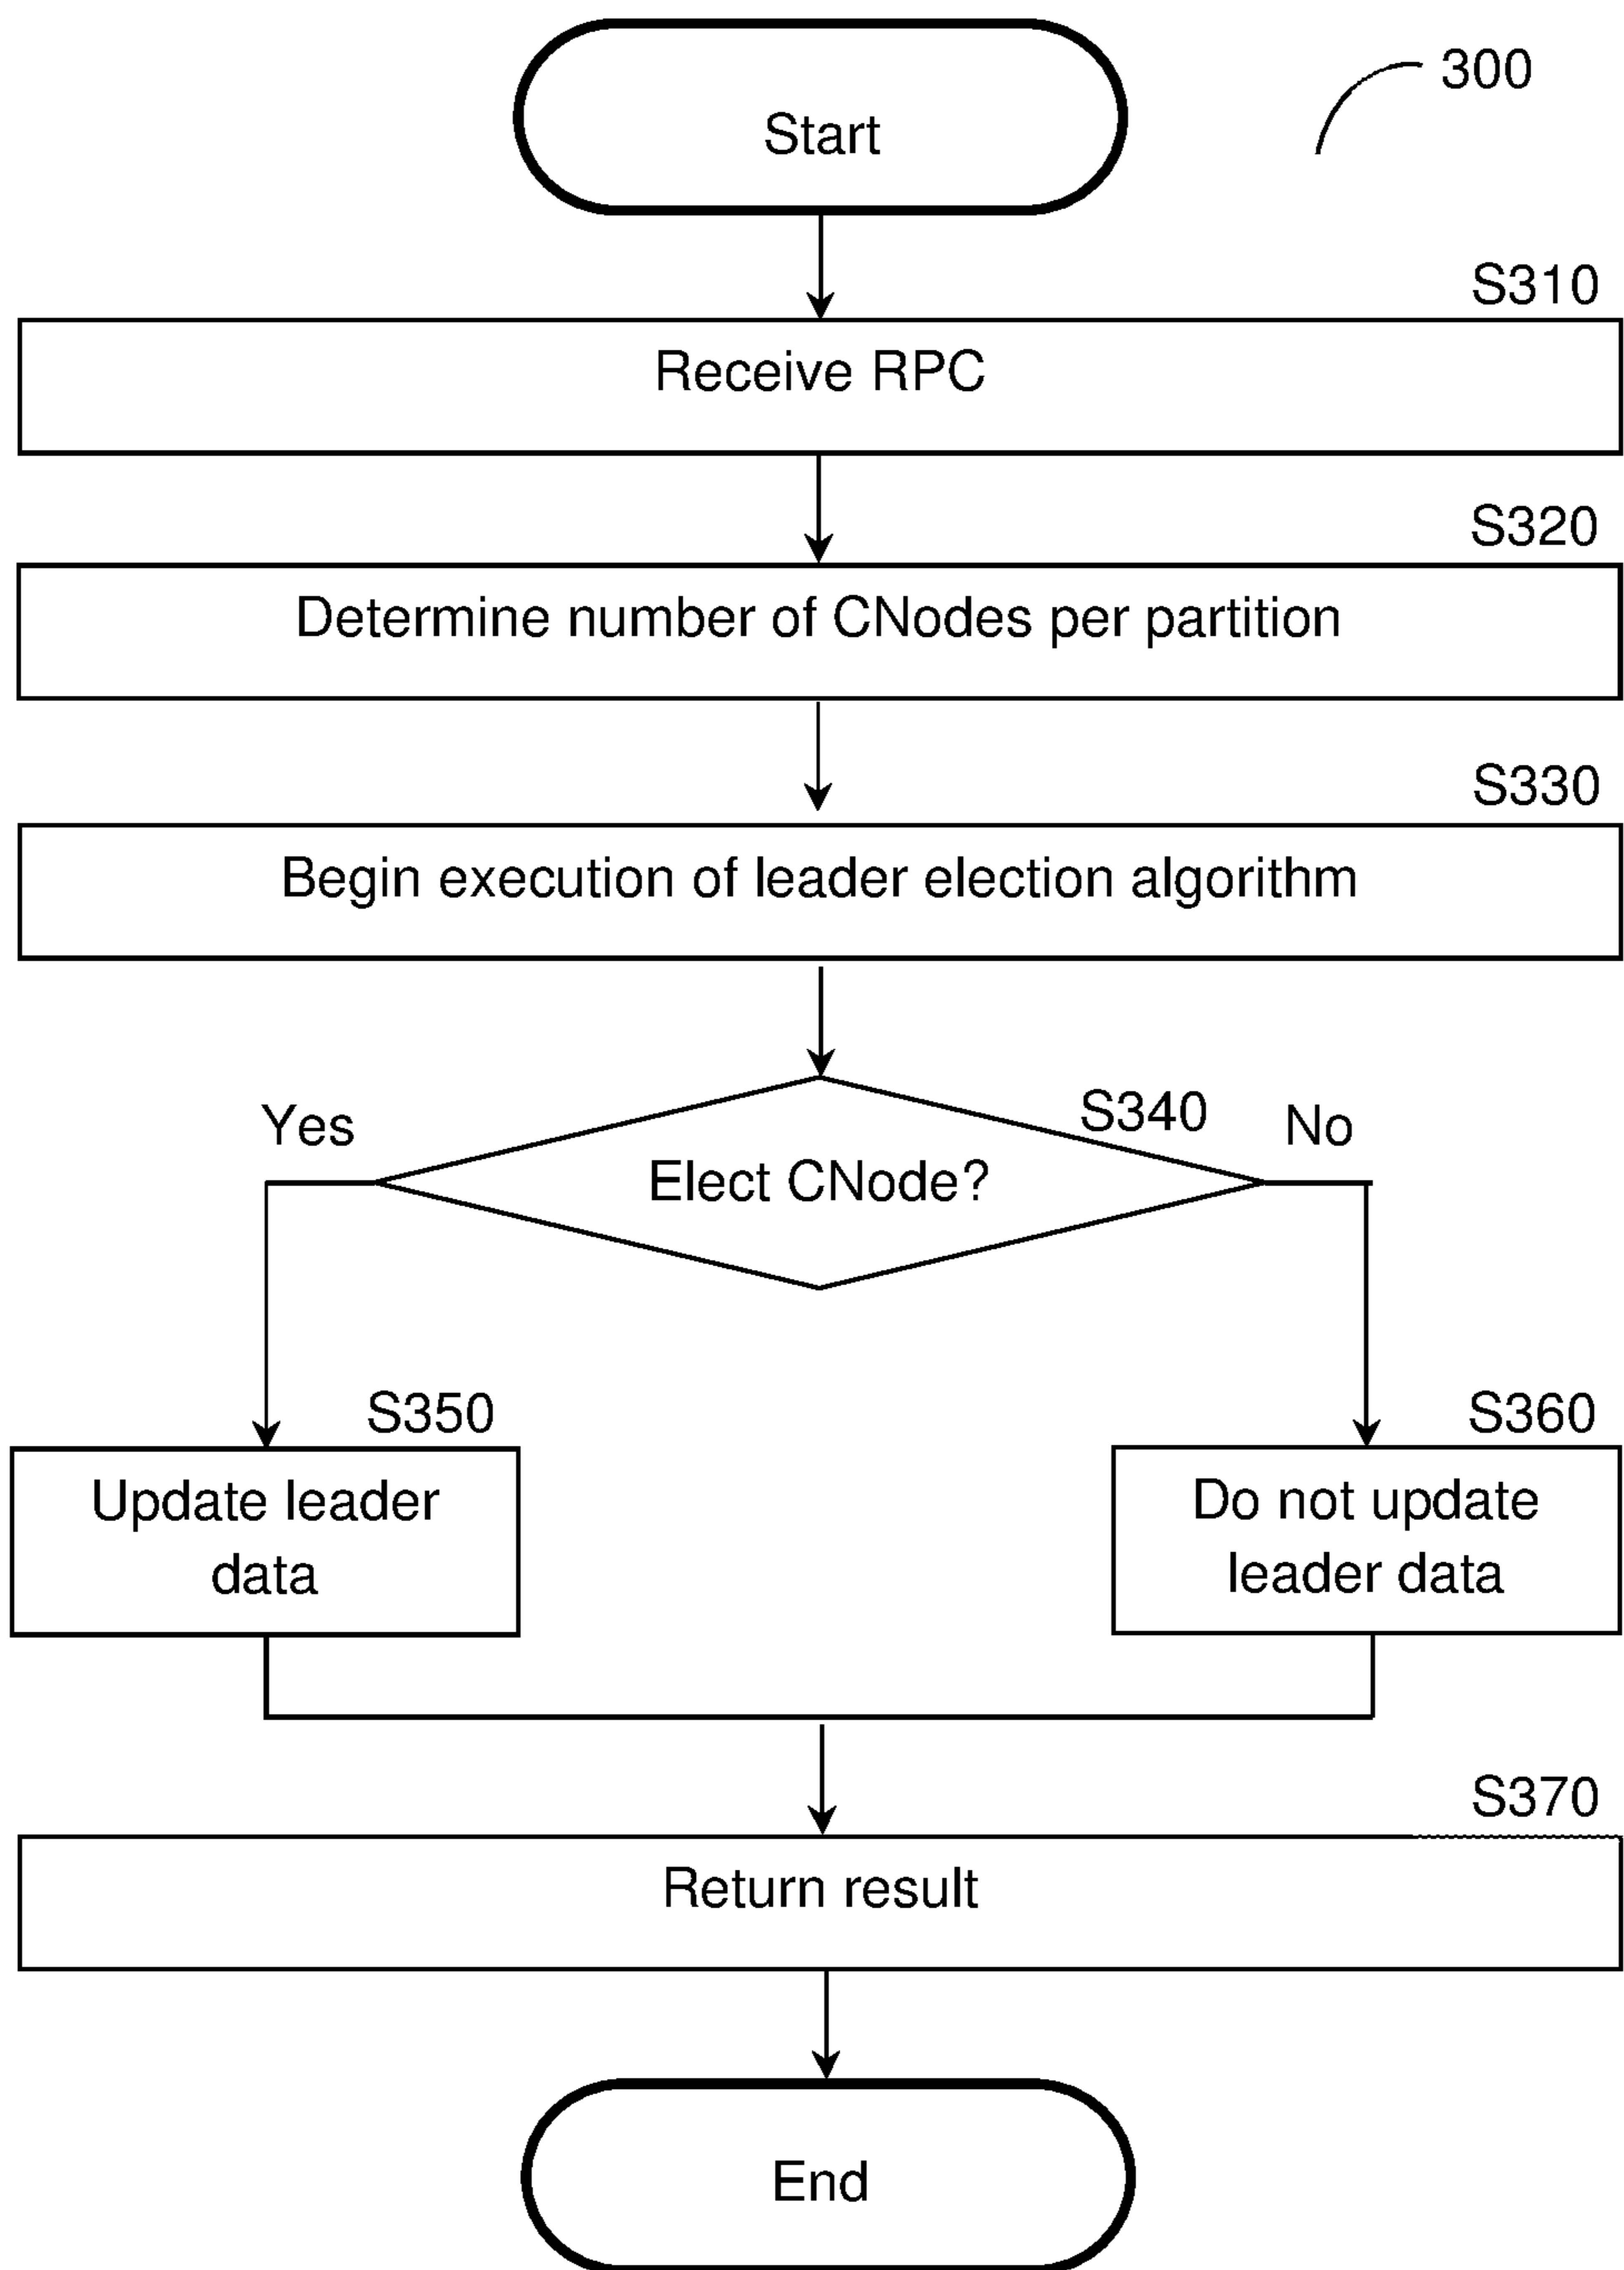 300
Start
S310
Receive RPC
S320
Determine number of CNodes per partition
S330
Begin execution of leader election algorithm
S340
Yes
No
Elect CNode?
S350
Update leader
data
S360
Do not update
leader data
S370
Return result
End